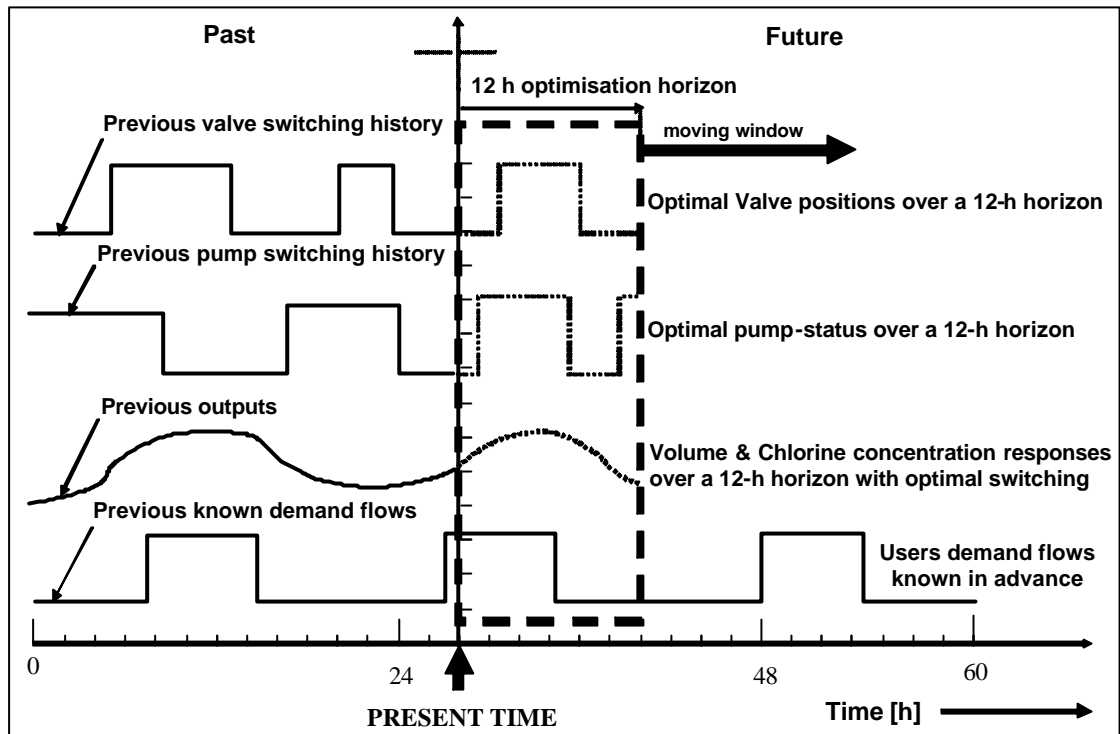 Past
Future
12 h optimisation horizon
Previous valve switching history
moving window
Optimal Valve positions over a 12-h horizon
Previous pump switching history
Optimal pump-status over a 12-h horizon
Previous outputs
Volume & Chlorine concentration responses
over a 12-h horizon with optimal switching
Previous known demand flows
Users demand flows
known in advance
0
24
48
60
PRESENT TIME
Time [h]